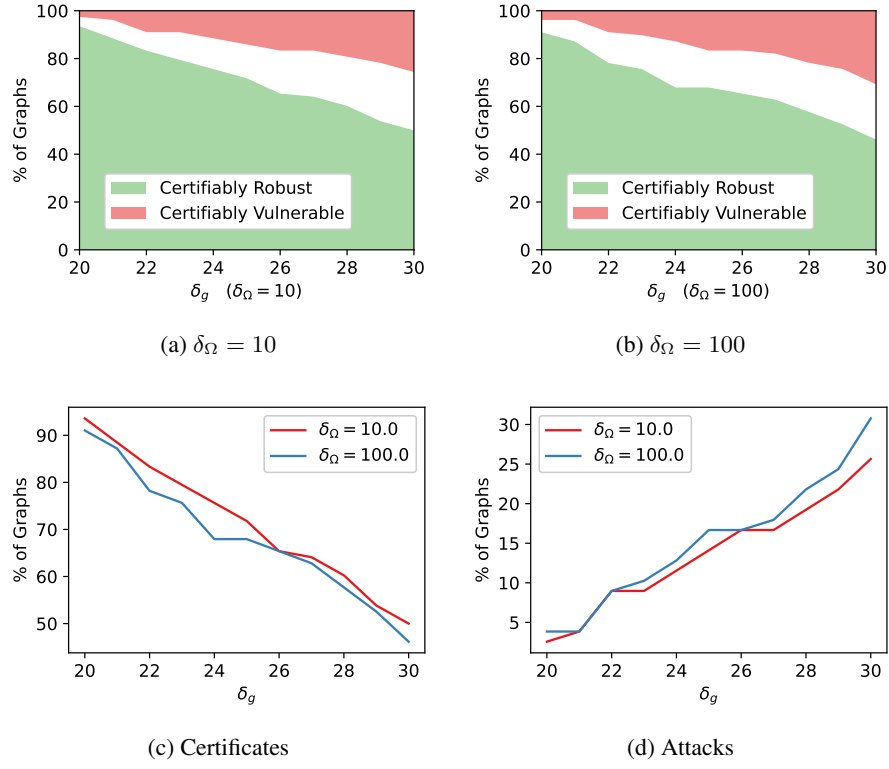 100
80
60
40
20
0
% of Graphs
Certifiably Robust
Certifiably Vulnerable
20 22 24 26 28 30
δg (δΩ = 10)
(a) δΩ = 10
100
80
60
40
20
0
% of Graphs
Certifiably Robust
Certifiably Vulnerable
20 22 24 26 28 30
δg (δΩ = 100)
(b) δΩ = 100
90
80
70
60
50
% of Graphs
δΩ = 10.0
δΩ = 100.0
20 22 24 26 28 30
δg
(c) Certificates
30
25
20
15
10
5
% of Graphs
δΩ = 10.0
δΩ = 100.0
20 22 24 26 28 30
δg
(d) Attacks